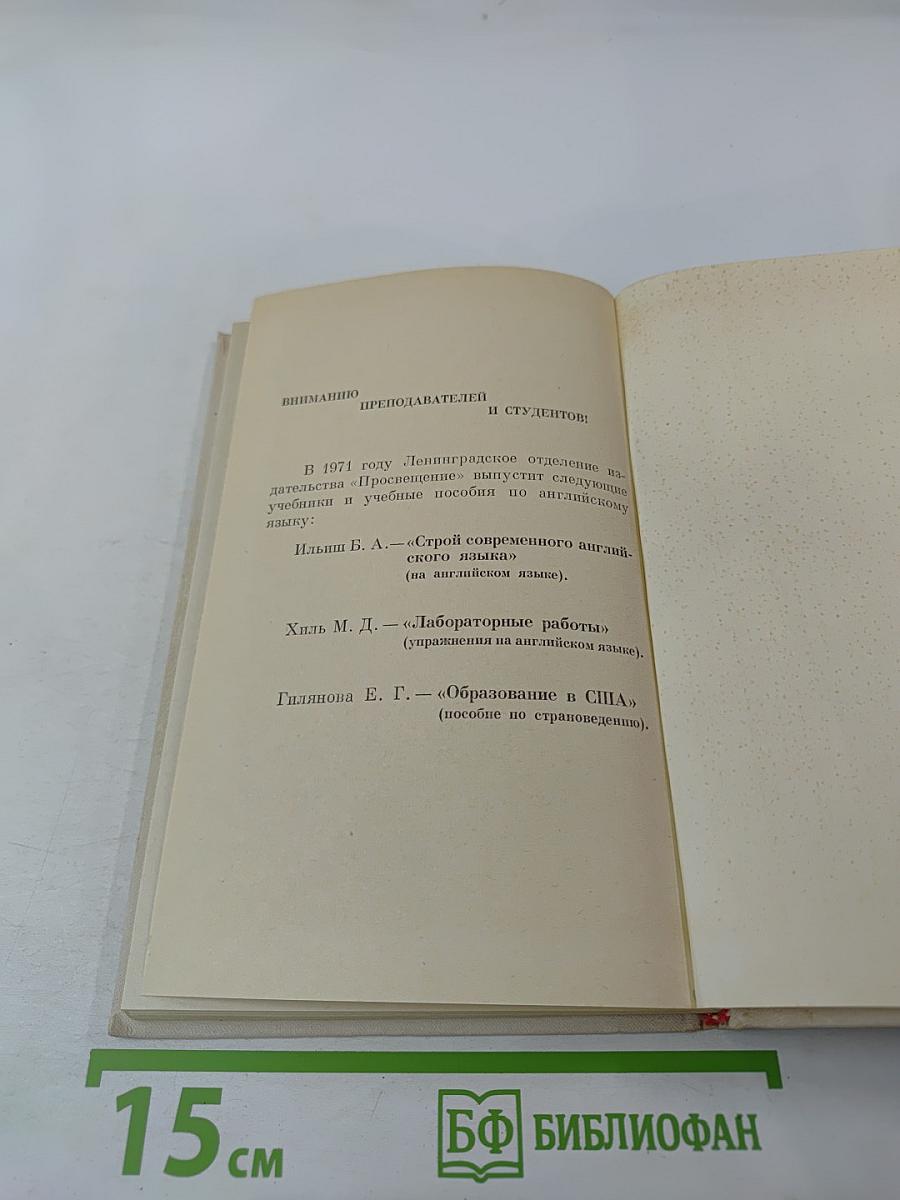 ВНИМАНИЮ
ПРЕПОДАВАТЕЛЕЙ
И СТУДЕНТОВ!
В 1971 году Ленинградское отделение из-
дательства «Просвещение» выпустит следующие
учебники и учебные пособия по английскому
языку:
Ильиш Б. А.—«Строй современного англий-
ского языка»
(на английском языке).
Хиль М. Д. — «Лабораторные работы»
(упражнения на английском языке).
Гилянова Е. Г. — «Образование в США»
(пособие по страноведению).
15 см
БФ БИБЛИОФАН